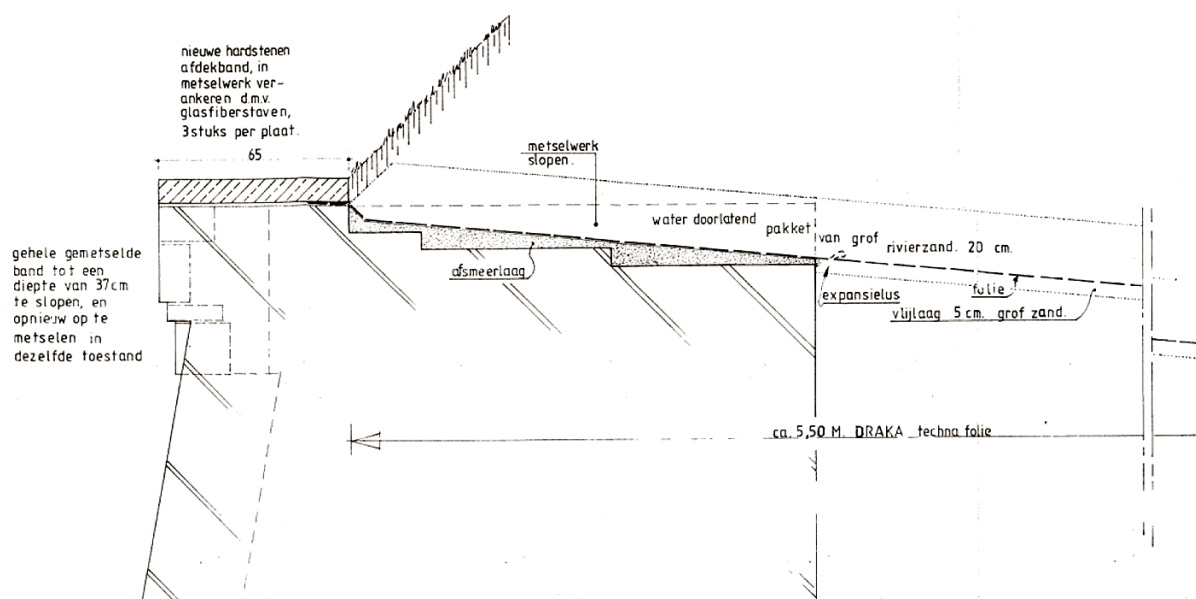 nieuwe hardstenen
afdekband, in
metselwerk ver-
ankeren d.m.v.
glasfiberstaven,
3stuks per plaat.
65
metselwerk
slopen.
water doorlatend pakket van grof rivierzand. 20 cm.
gehele gemetselde
band tot een
diepte van 37cm
te slopen, en
opnieuw op te
metselen in
dezelfde toestand
afsmeerlaag
expansielus
folie
vlijlaag 5 cm. grof zand.
ca. 5,50 M. DRAKA techna folie